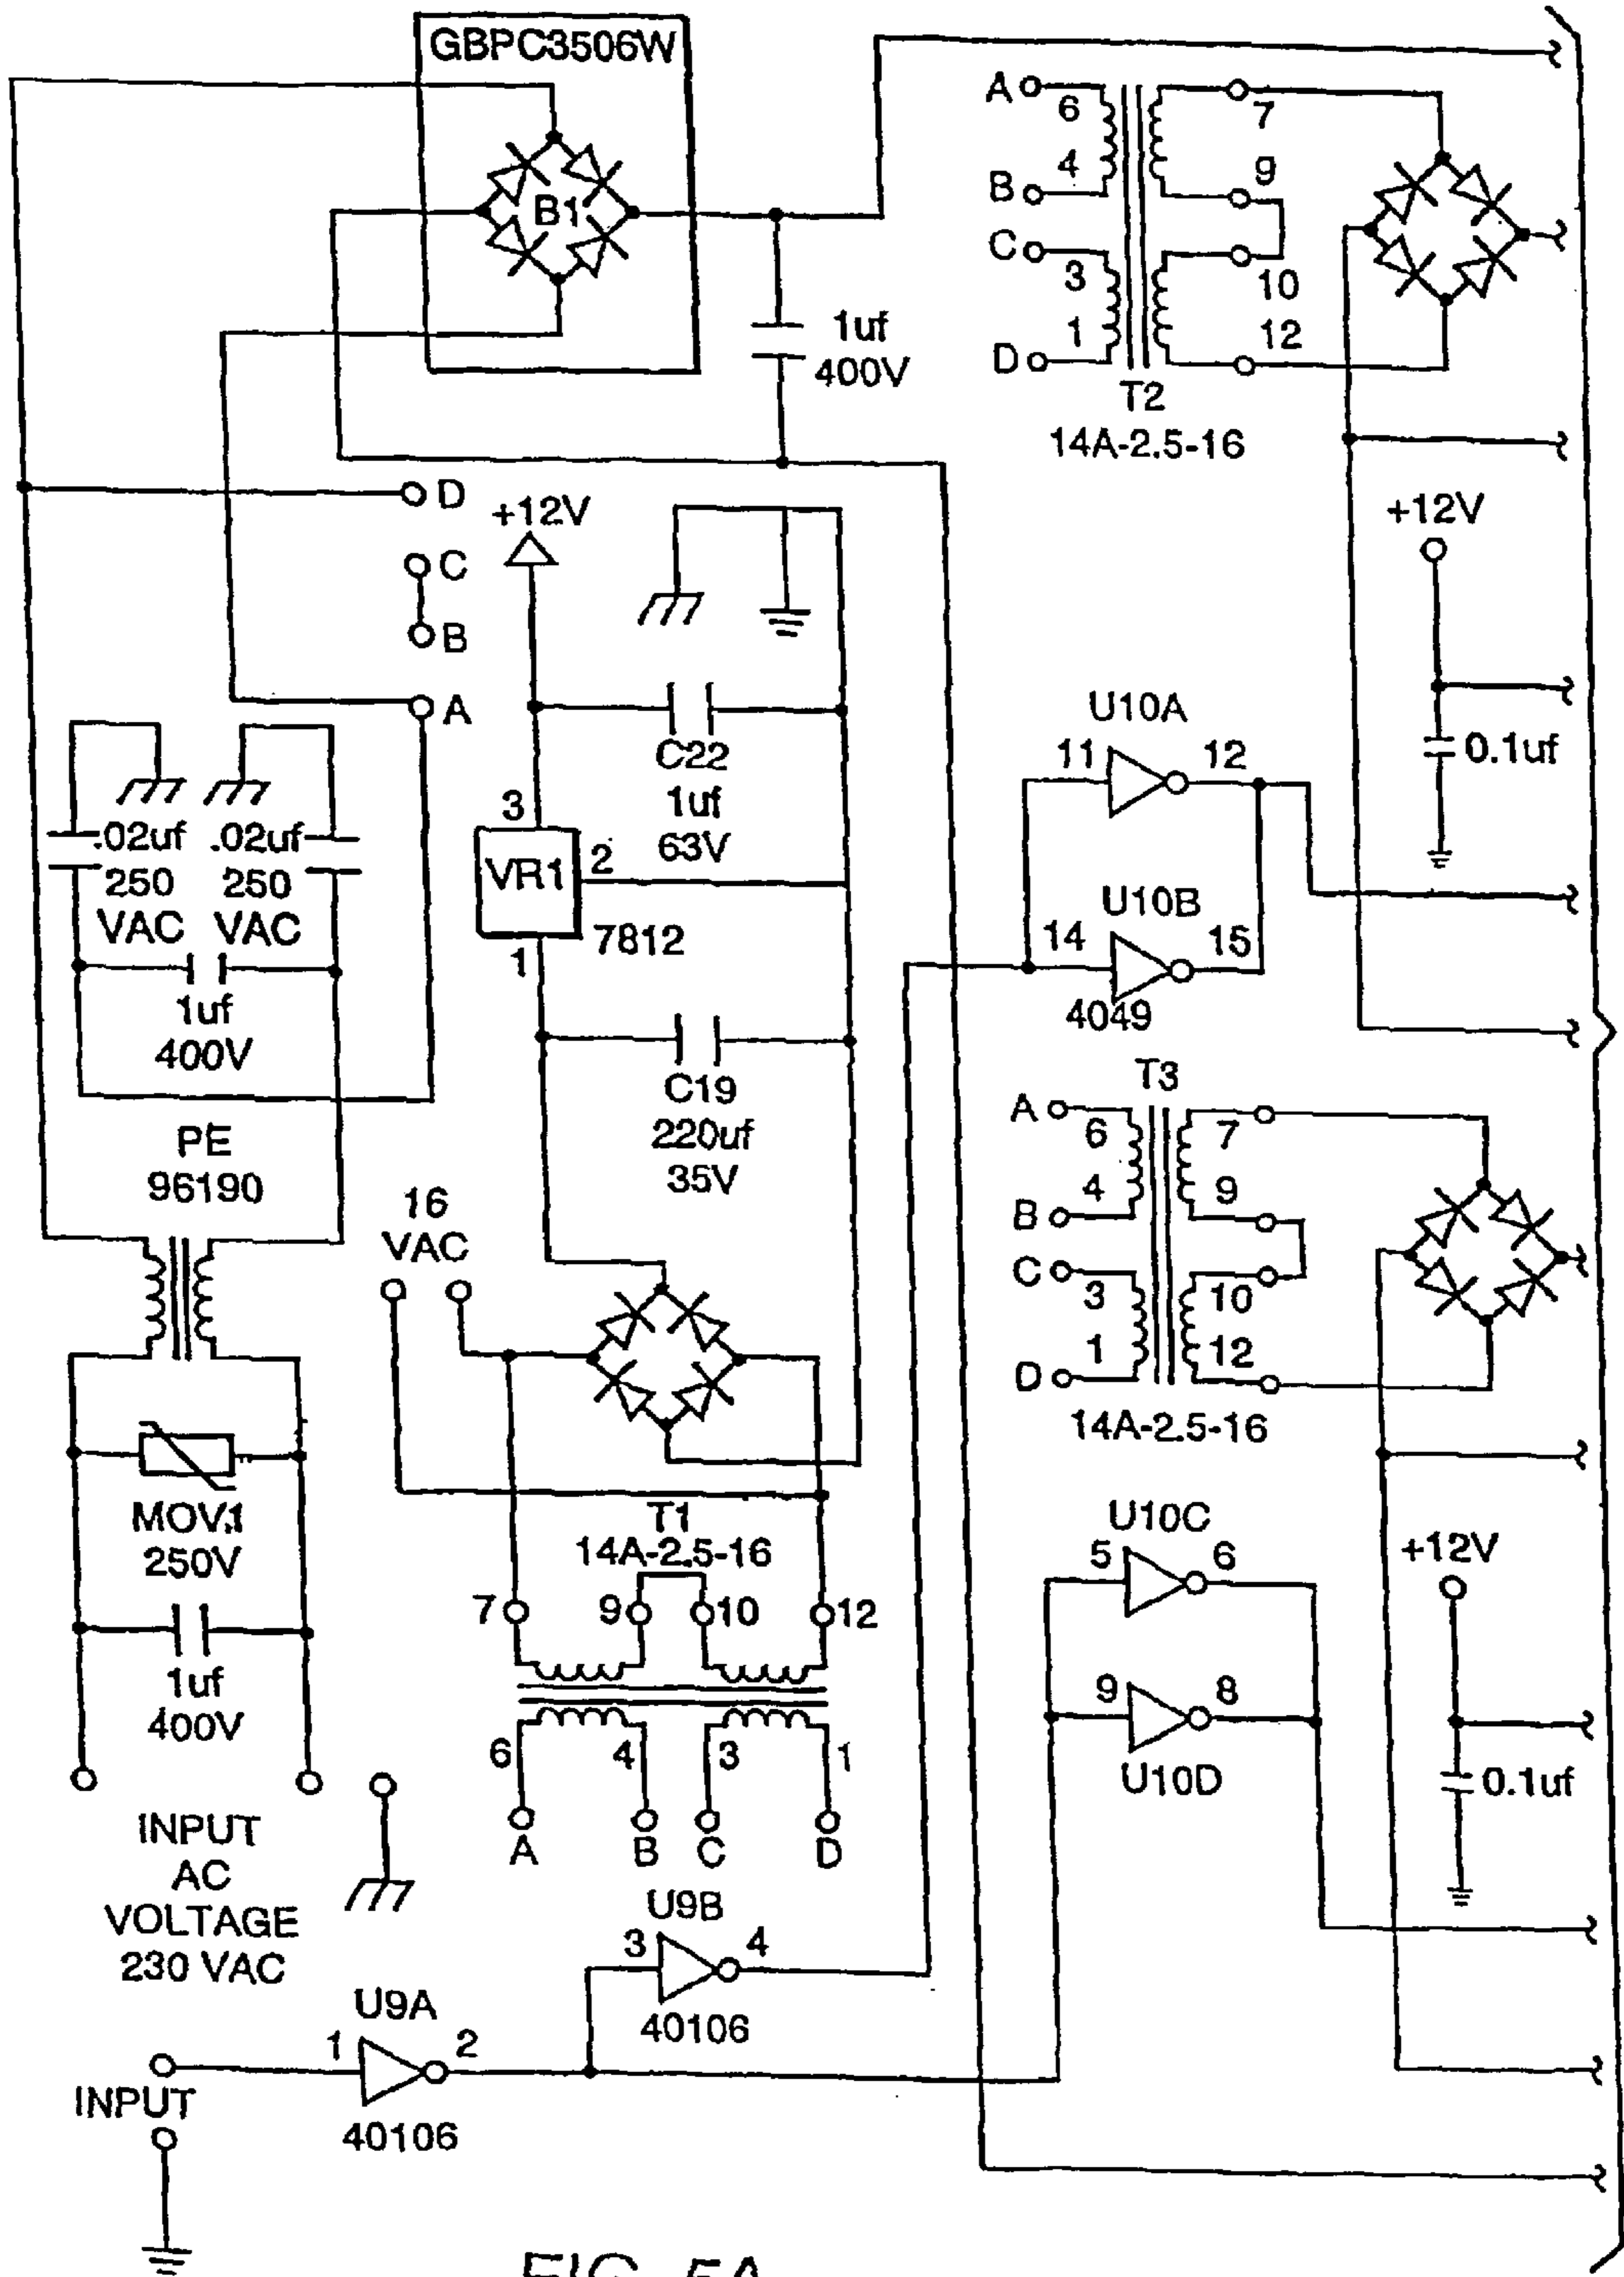 GBPC3506W
B1
1uf
400V
A
6
7
4
9
B
C
3
10
1
12
D
T2
14A-2.5-16
D
C
B
A
+12V
+12V
0.1uf
C22
1uf
63V
3
VR1
2
7812
1
.02uf
250
VAC
.02uf
250
VAC
1uf
400V
U10A
11
12
U10B
14
15
4049
C19
220uf
35V
PE
96190
16
VAC
T3
A
6
7
4
9
B
C
3
10
1
12
D
14A-2.5-16
MOV.1
250V
1uf
400V
T1
14A-2.5-16
7
9
10
12
6
4
3
1
A
B
C
D
U10C
5
6
9
8
U10D
+12V
0.1uf
INPUT
AC
VOLTAGE
230 VAC
U9B
3
4
40106
U9A
1
2
40106
INPUT
FIG. 5A